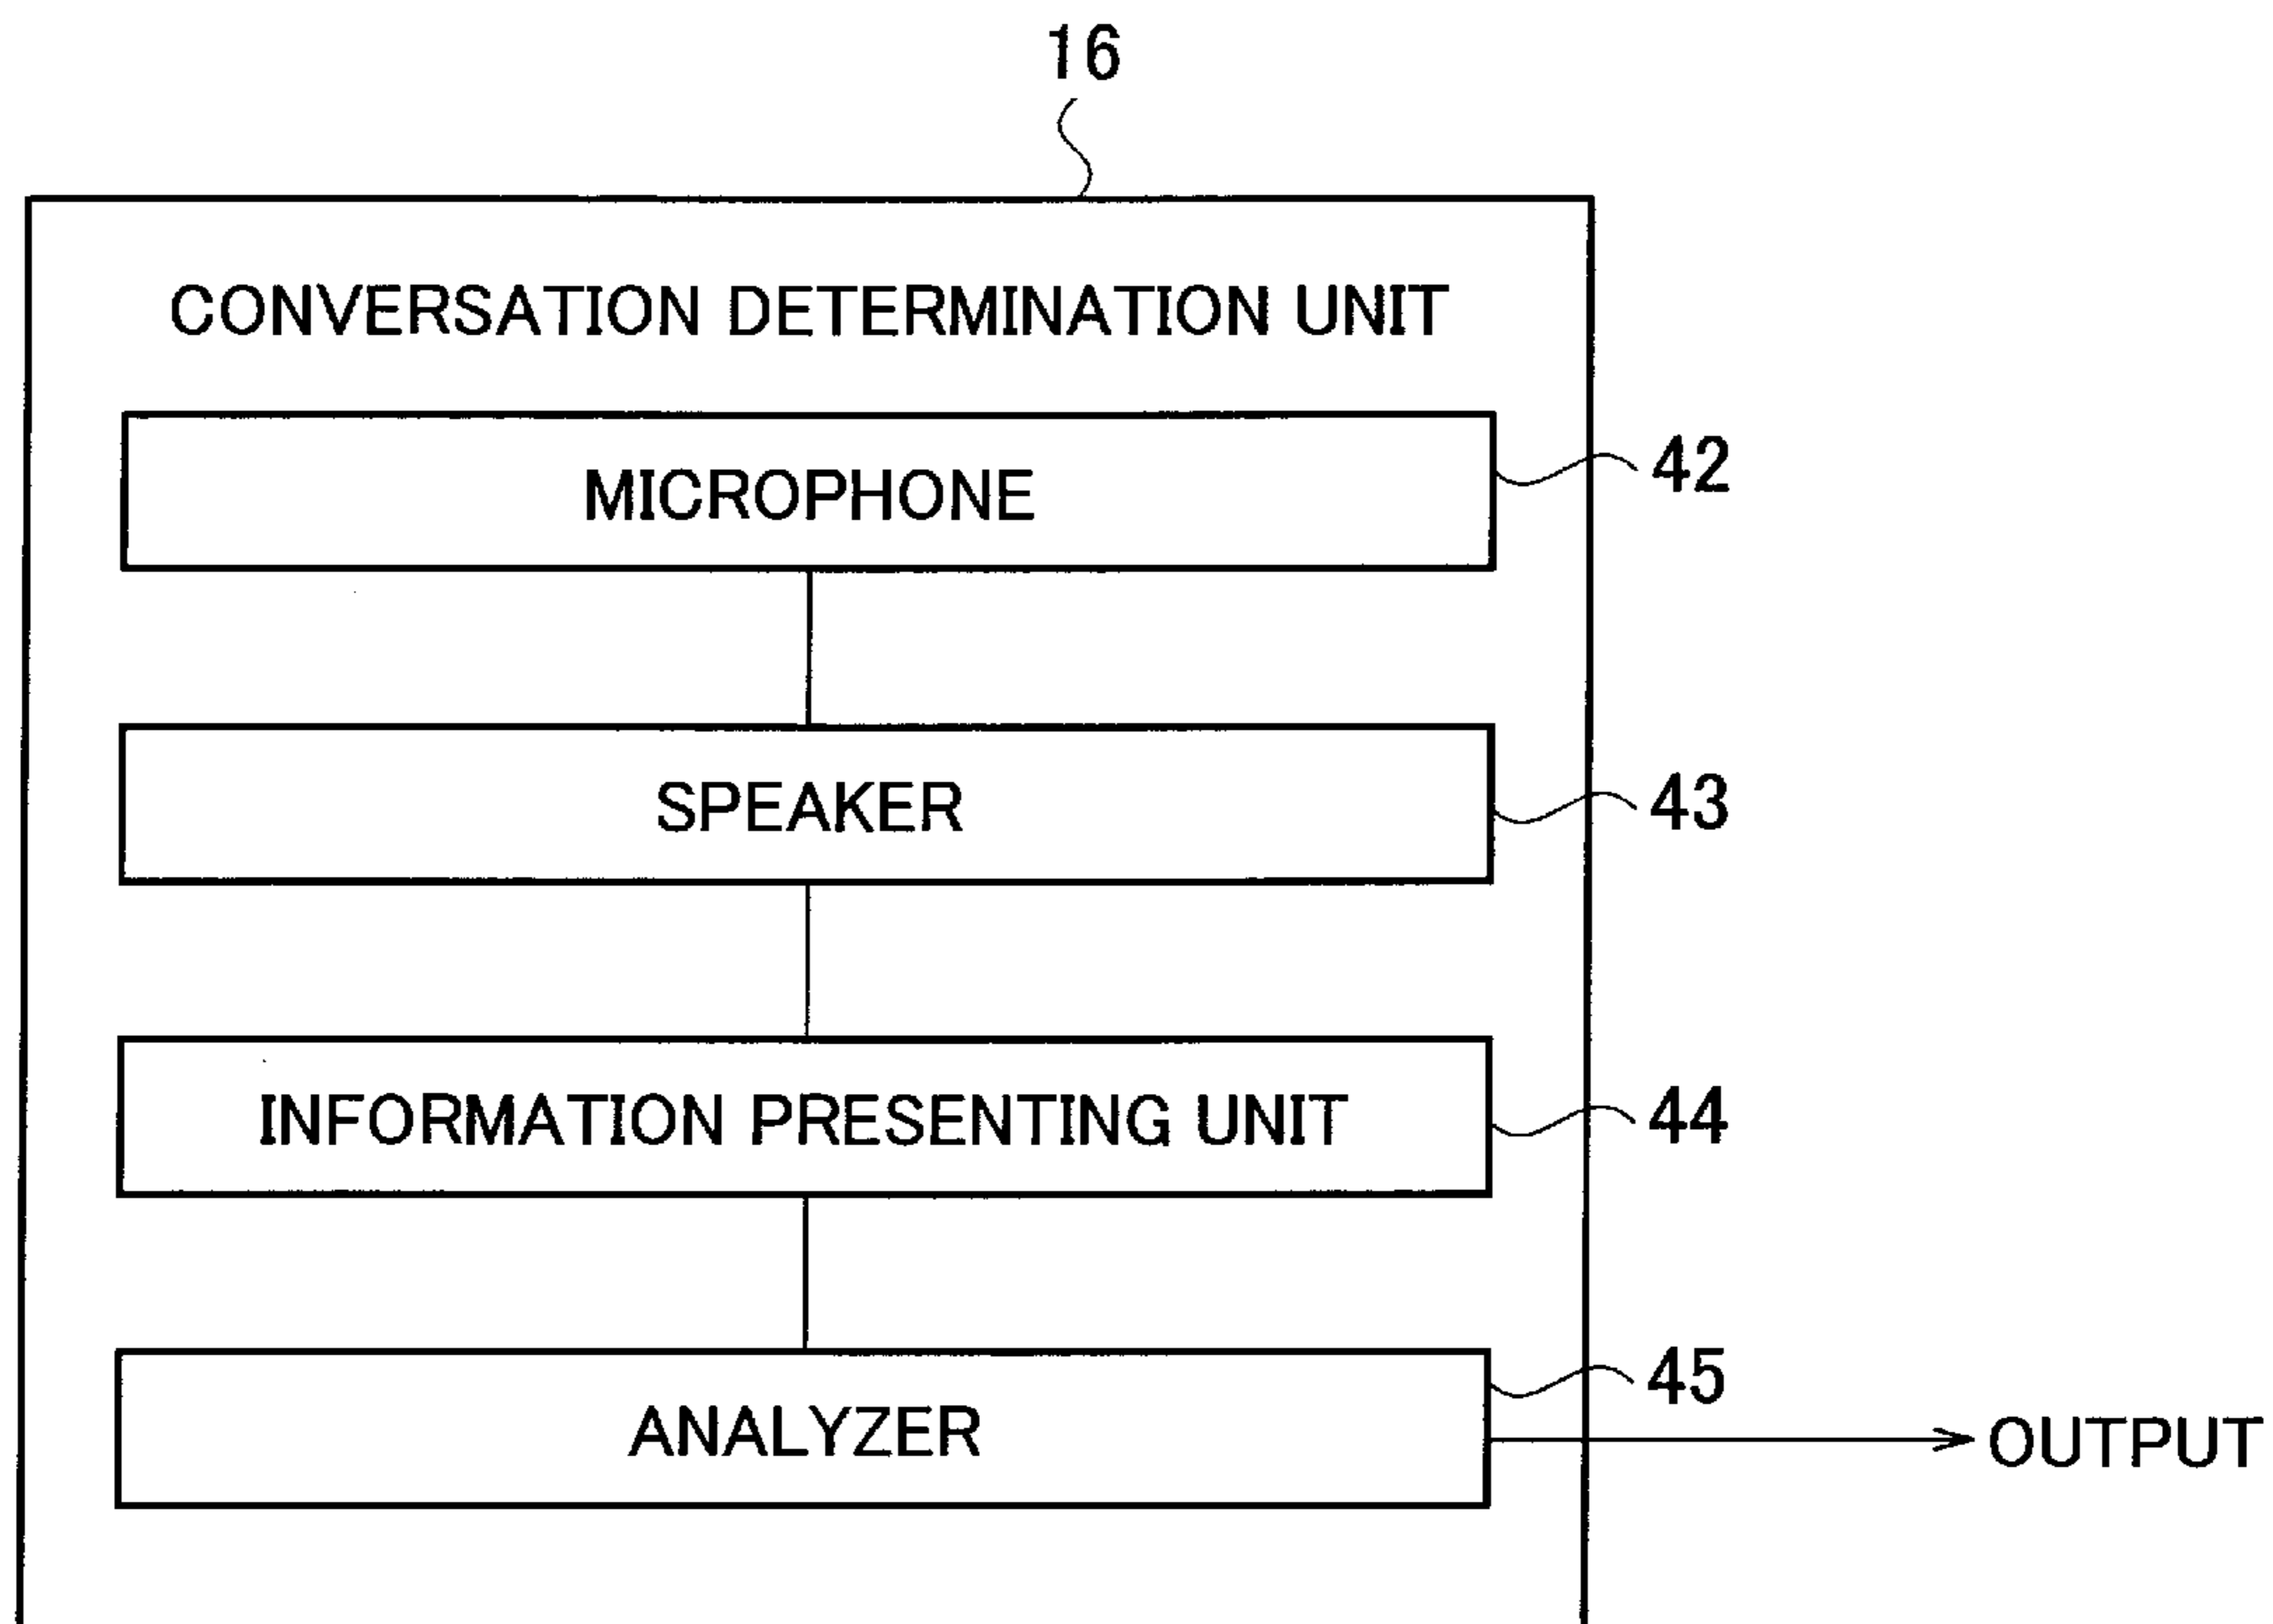 16
CONVERSATION DETERMINATION UNIT
MICROPHONE
42
SPEAKER
43
INFORMATION PRESENTING UNIT
44
ANALYZER
45
OUTPUT